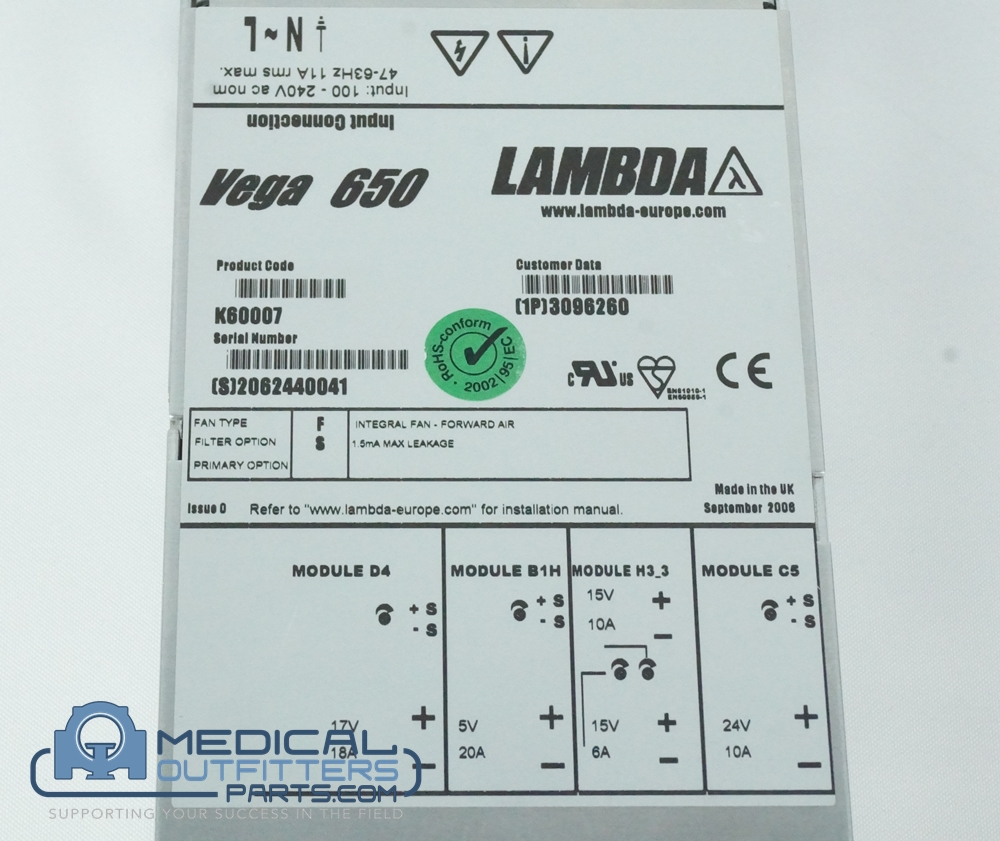 Input Connection
Input: 100 - 240V ac nom
47-63Hz 11A rms max.
L ~ N
Vega 650
LAMBDA λ
www.lambda-europe.com
Product Code
K60007
Serial Number
(S)2062440041
Customer Data
(1P)3096260
RoHS-conform
2002/95/EC
c UR US
EN61010-1
EN60950-1
CE
FAN TYPE F INTEGRAL FAN - FORWARD AIR
FILTER OPTION S 1.5mA MAX LEAKAGE
PRIMARY OPTION
Made in the UK
September 2006
Issue 0 Refer to "www.lambda-europe.com" for installation manual.
MODULE D4
+ S
- S
17V +
18A -
MODULE B1H
+ S
- S
5V +
20A -
MODULE H3_3
15V +
10A -
15V +
6A -
MODULE C5
+ S
- S
24V +
10A -
MEDICAL
OUTFITTERS
PARTS.COM
SUPPORTING YOUR SUCCESS IN THE FIELD